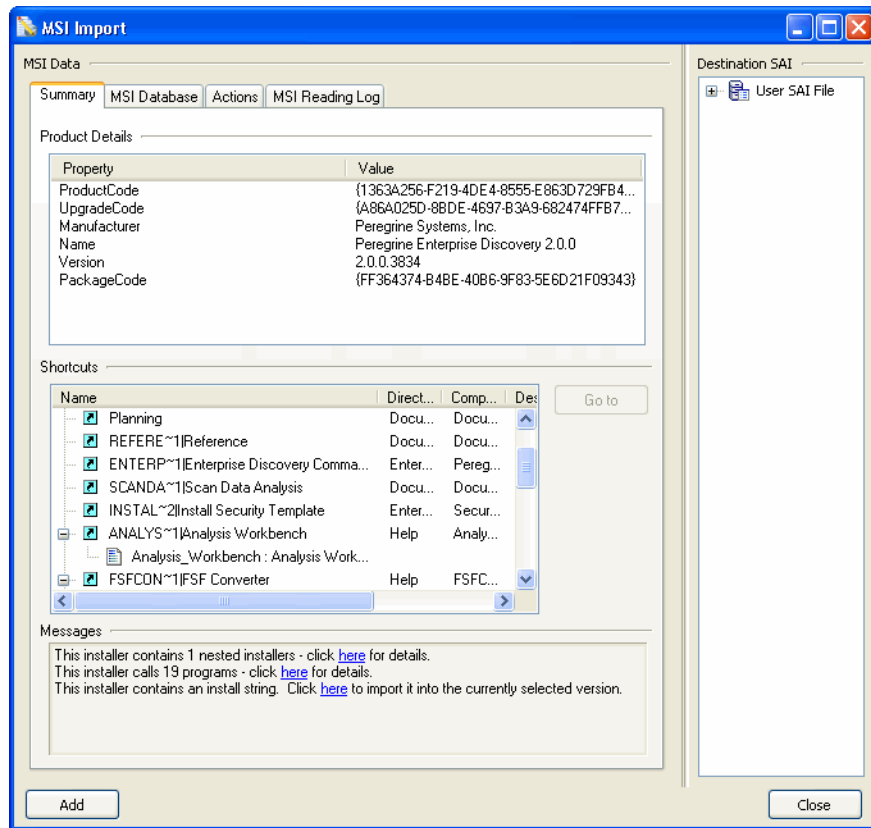 MSI Import
MSI Data
Destination SAI
Summary MSI Database Actions MSI Reading Log
User SAI File
Product Details
Property Value
ProductCode {1363A256-F219-4DE4-8555-E863D729FB4...
UpgradeCode {A86A025D-8BDE-4697-B3A9-682474FFB7...
Manufacturer Peregrine Systems, Inc.
Name Peregrine Enterprise Discovery 2.0.0
Version 2.0.0.3834
PackageCode {FF364374-B4BE-40B6-9F83-5E6D21F09343}
Shortcuts
Name Direct... Comp... Des
Go to
Planning Docu... Docu...
REFERE~1|Reference Docu... Docu...
ENTERP~1|Enterprise Discovery Comma... Enter... Pereg...
SCANDA~1|Scan Data Analysis Docu... Docu...
INSTAL~2|Install Security Template Enter... Secur...
ANALYS~1|Analysis Workbench Help Analy...
Analysis_Workbench : Analysis Work...
FSFCON~1|FSF Converter Help FSFC...
Messages
This installer contains 1 nested installers - click here for details.
This installer calls 19 programs - click here for details.
This installer contains an install string. Click here to import it into the currently selected version.
Add
Close